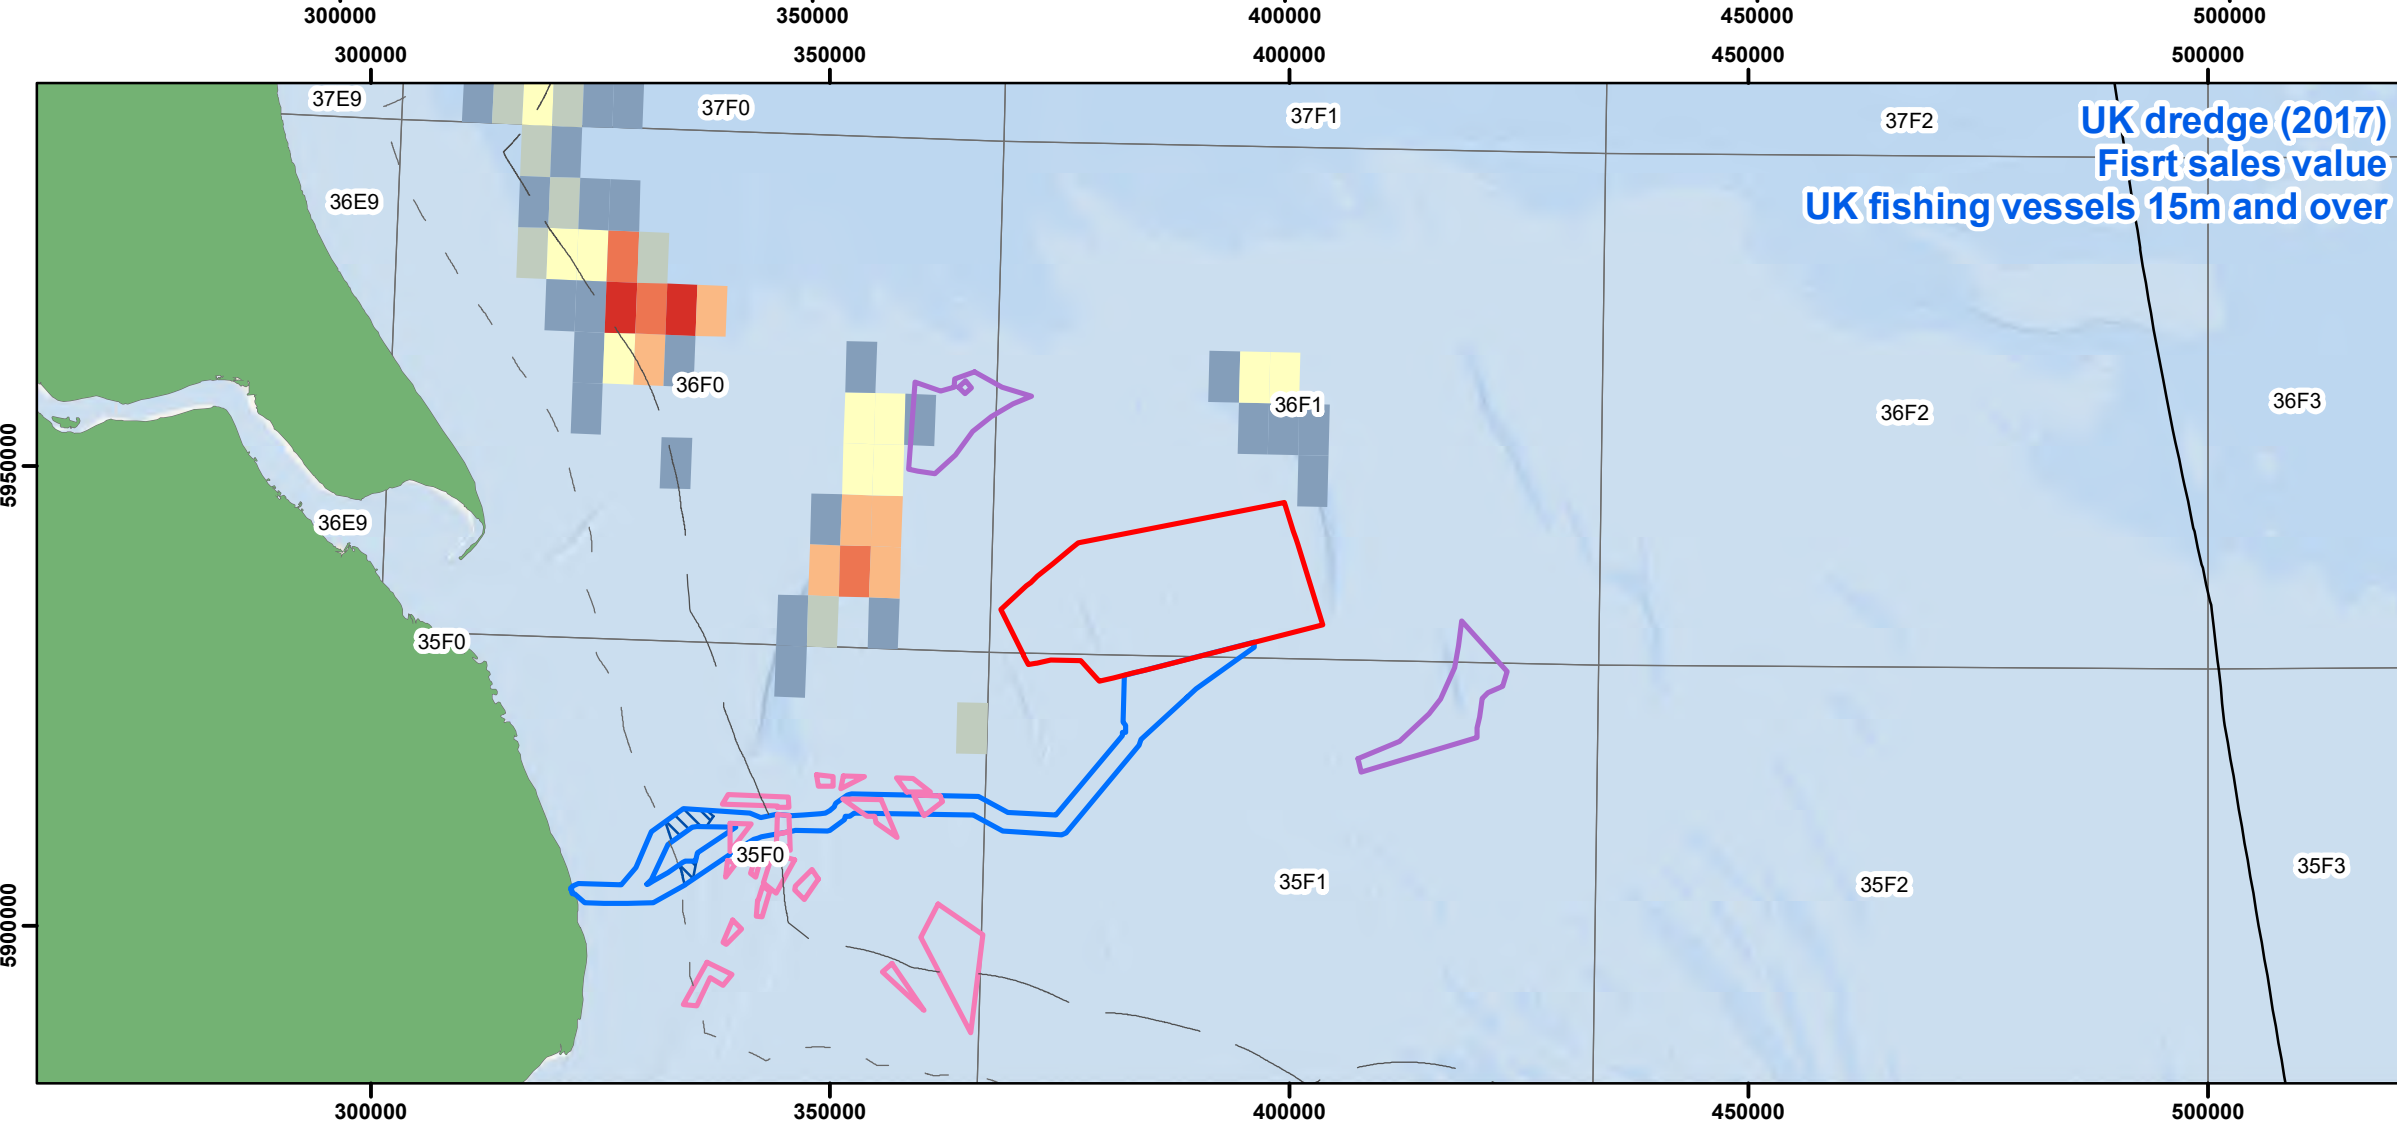 300000 350000 400000 450000 500000
300000 350000 400000 450000 500000
37E9 37F0 37F1 37F2
UK dredge (2017)
Fisrt sales value
UK fishing vessels 15m and over
36E9
36F0 36F1 36F2 36F3
5950000
36E9
35F0
35F0 35F1 35F2 35F3
5900000
300000 350000 400000 450000 500000